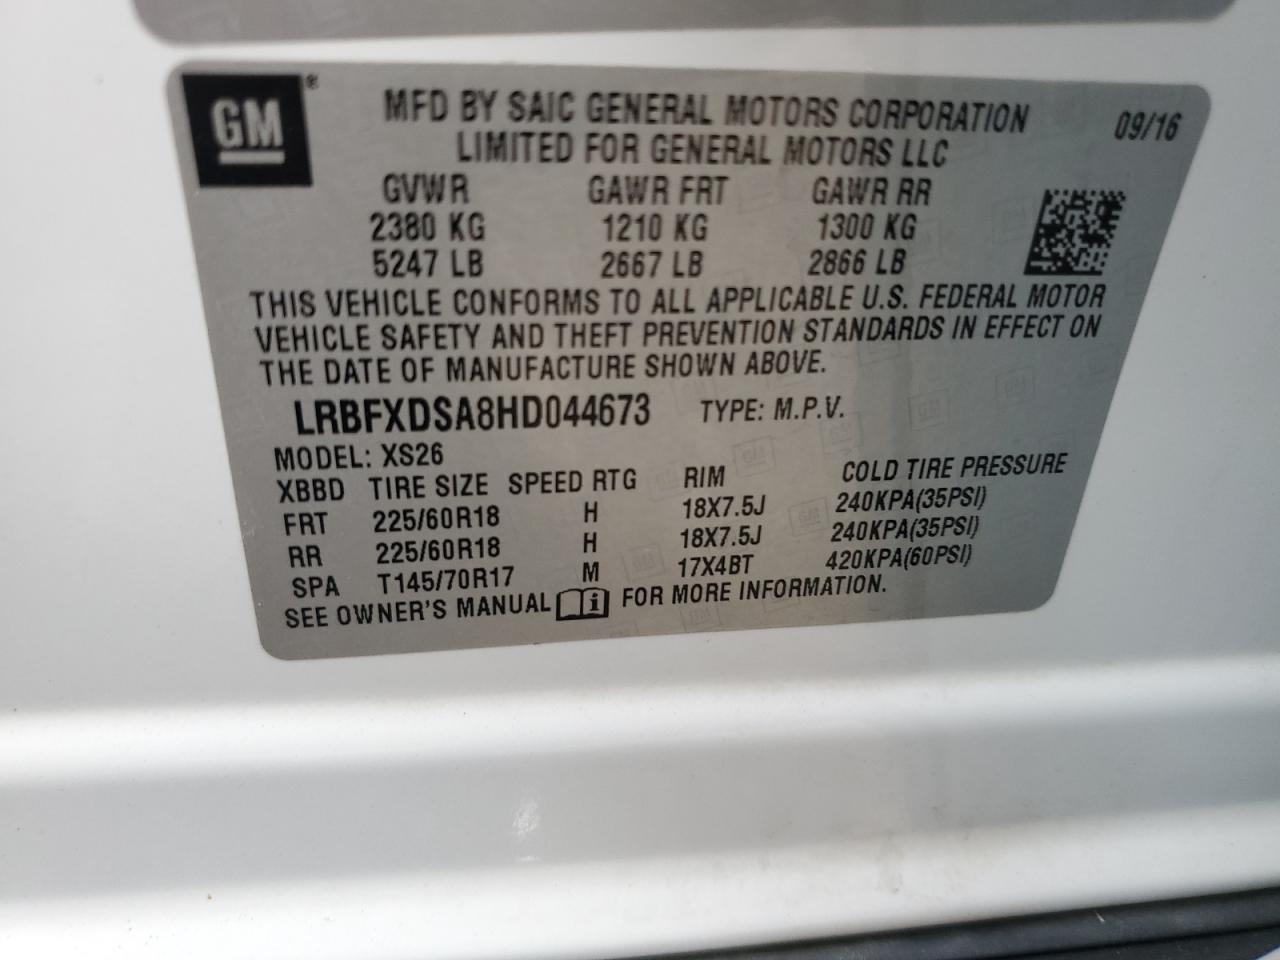 GM®
MFD BY SAIC GENERAL MOTORS CORPORATION 09/16
LIMITED FOR GENERAL MOTORS LLC
GVWR GAWR FRT GAWR RR
2380 KG 1210 KG 1300 KG
5247 LB 2667 LB 2866 LB
THIS VEHICLE CONFORMS TO ALL APPLICABLE U.S. FEDERAL MOTOR
VEHICLE SAFETY AND THEFT PREVENTION STANDARDS IN EFFECT ON
THE DATE OF MANUFACTURE SHOWN ABOVE.
LRBFXDSA8HD044673 TYPE: M.P.V.
MODEL: XS26
XBBD TIRE SIZE SPEED RTG RIM COLD TIRE PRESSURE
FRT 225/60R18 H 18X7.5J 240KPA(35PSI)
RR 225/60R18 H 18X7.5J 240KPA(35PSI)
SPA T145/70R17 M 17X4BT 420KPA(60PSI)
SEE OWNER'S MANUAL i FOR MORE INFORMATION.